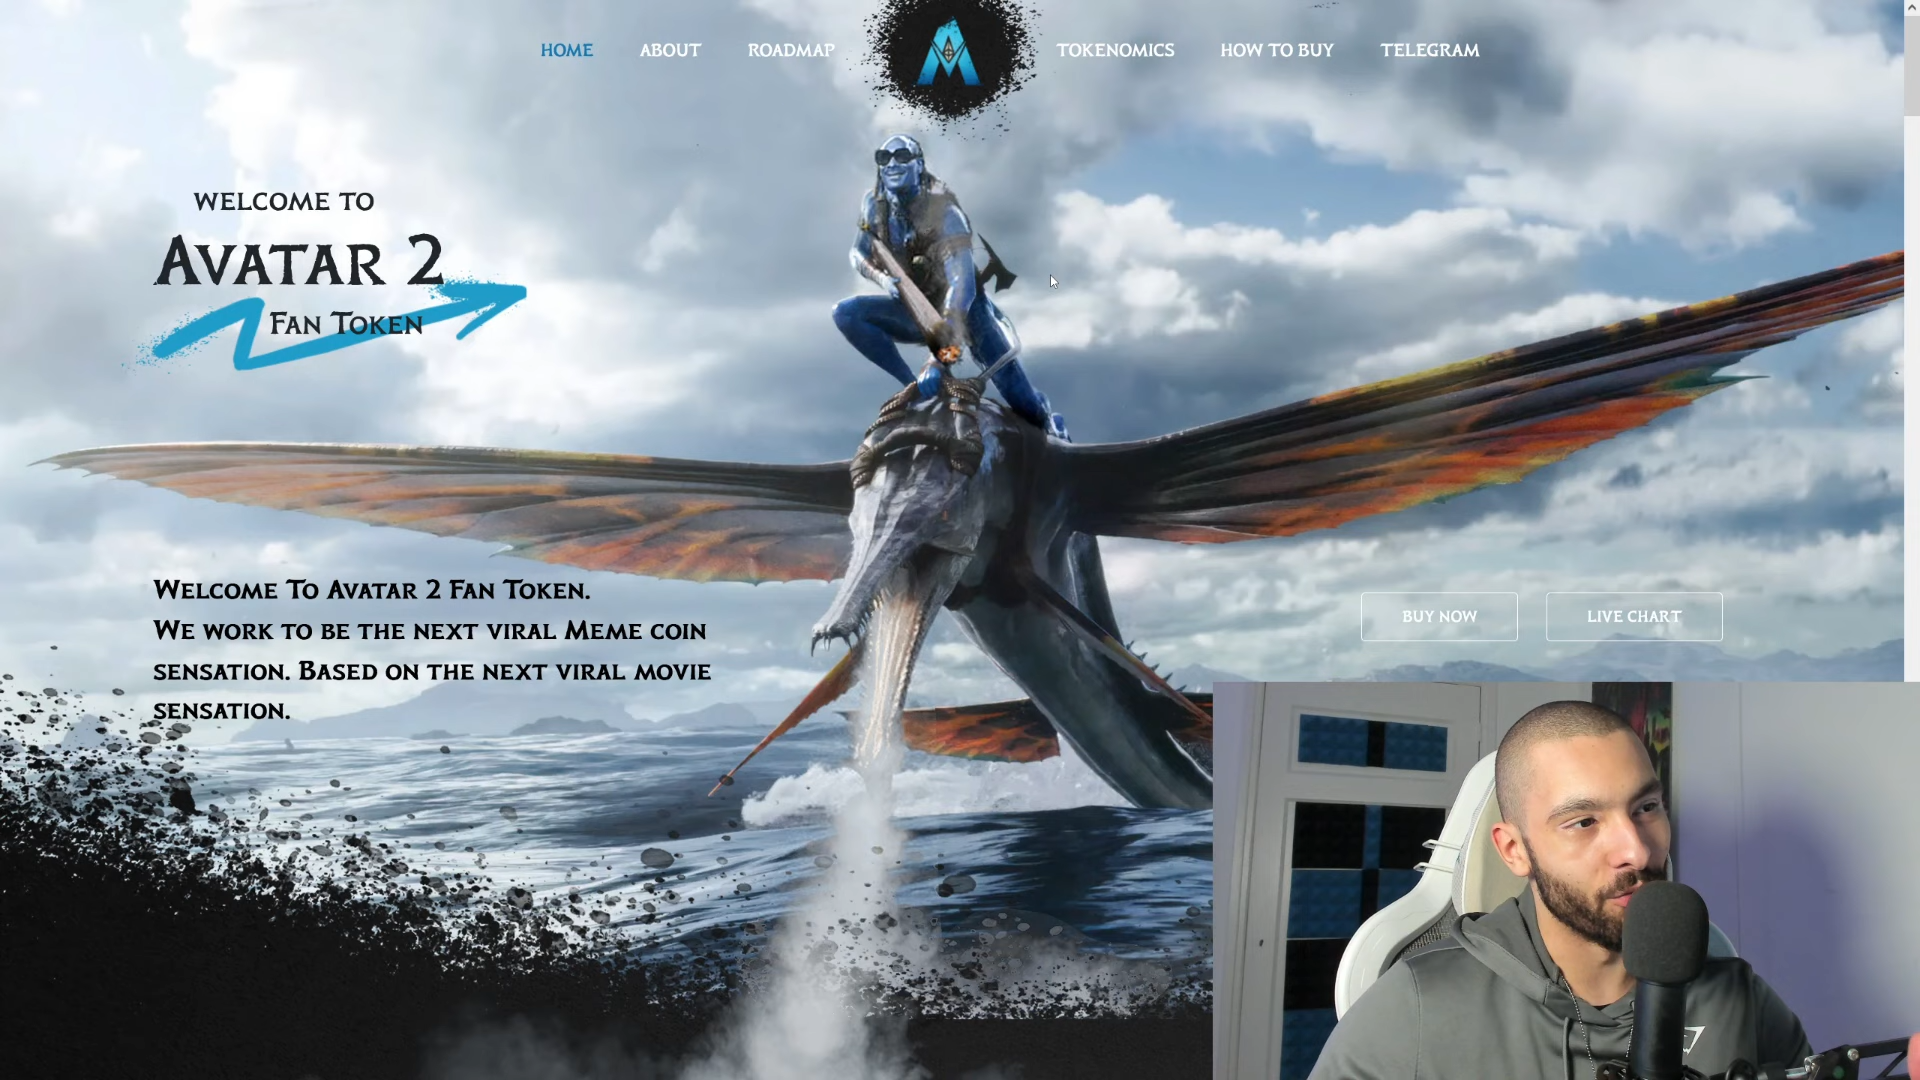 HOME
ABOUT
ROADMAP
TOKENOMICS
HOW TO BUY
TELEGRAM
WELCOME TO
AVATAR 2
FAN TOKEN
WELCOME TO AVATAR 2 FAN TOKEN.
WE WORK TO BE THE NEXT VIRAL MEME COIN
SENSATION. BASED ON THE NEXT VIRAL MOVIE
SENSATION.
BUY NOW
LIVE CHART